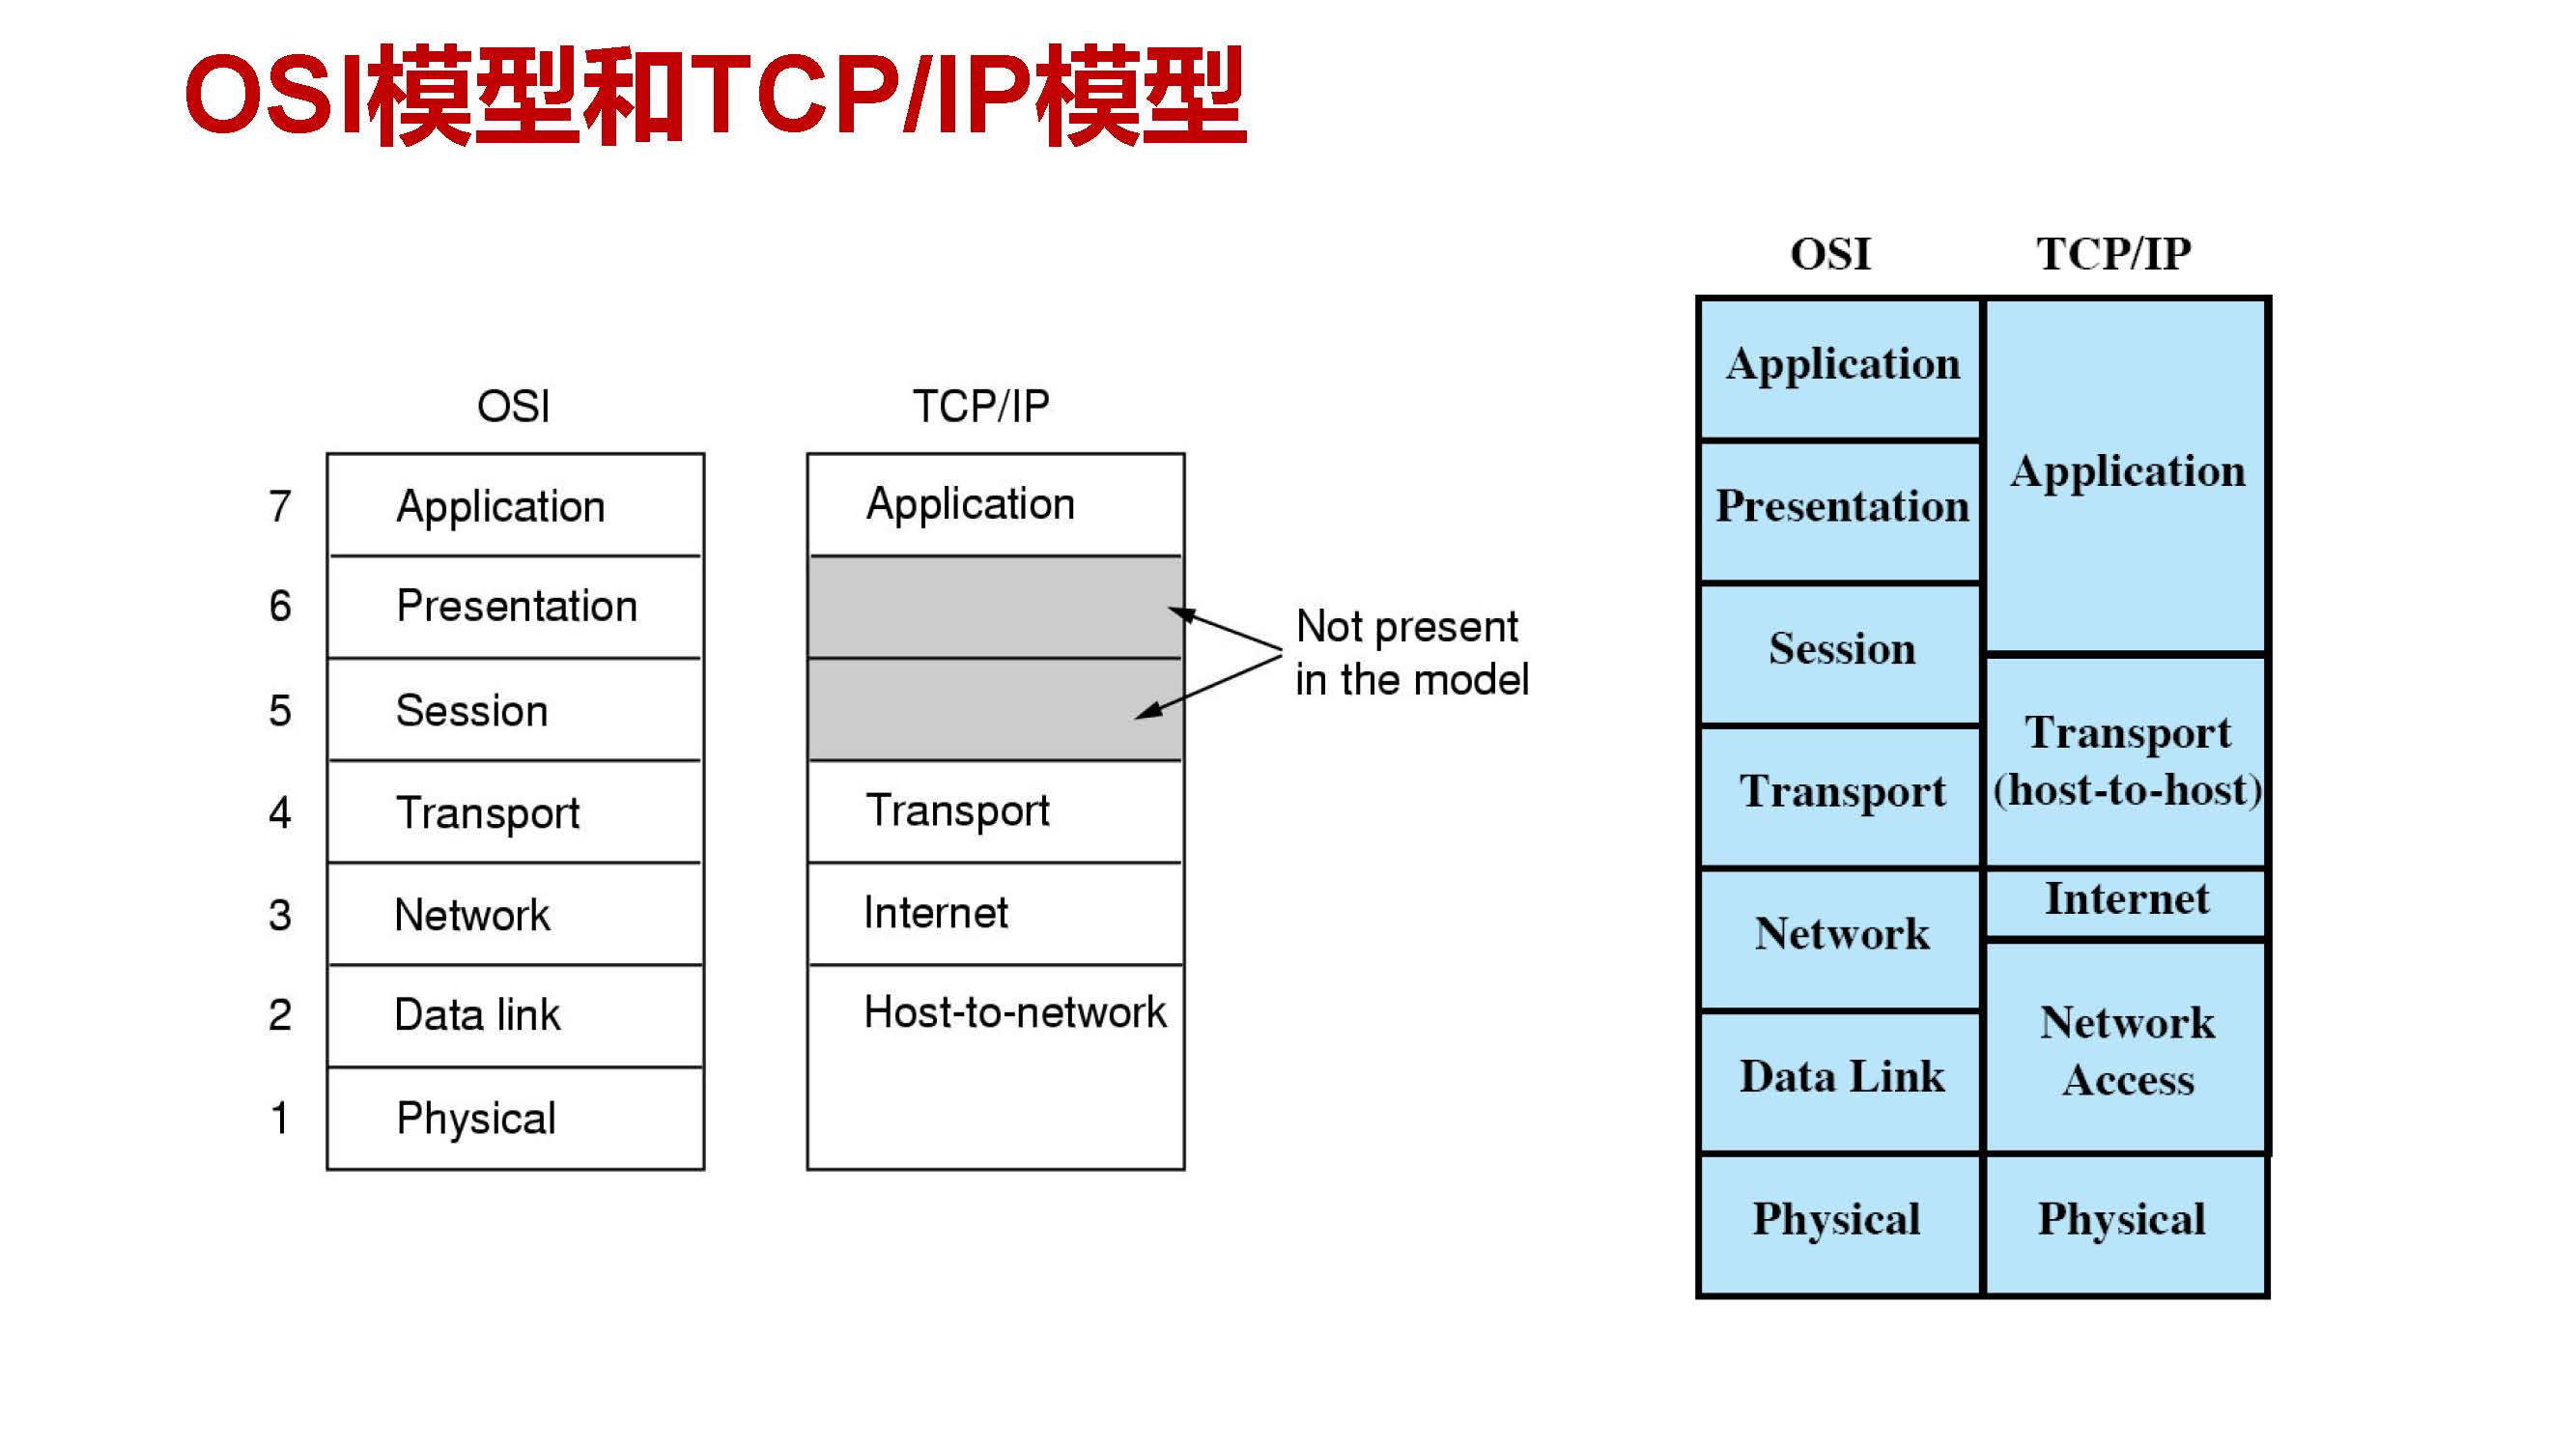 OSI模型和TCP/IP模型
OSI TCP/IP
7 Application Application
6 Presentation
5 Session
4 Transport Transport
3 Network Internet
2 Data link Host-to-network
1 Physical
Not present
in the model
OSI TCP/IP
Application
Presentation
Session
Transport
Network
Data Link
Physical
Application
Transport
(host-to-host)
Internet
Network
Access
Physical